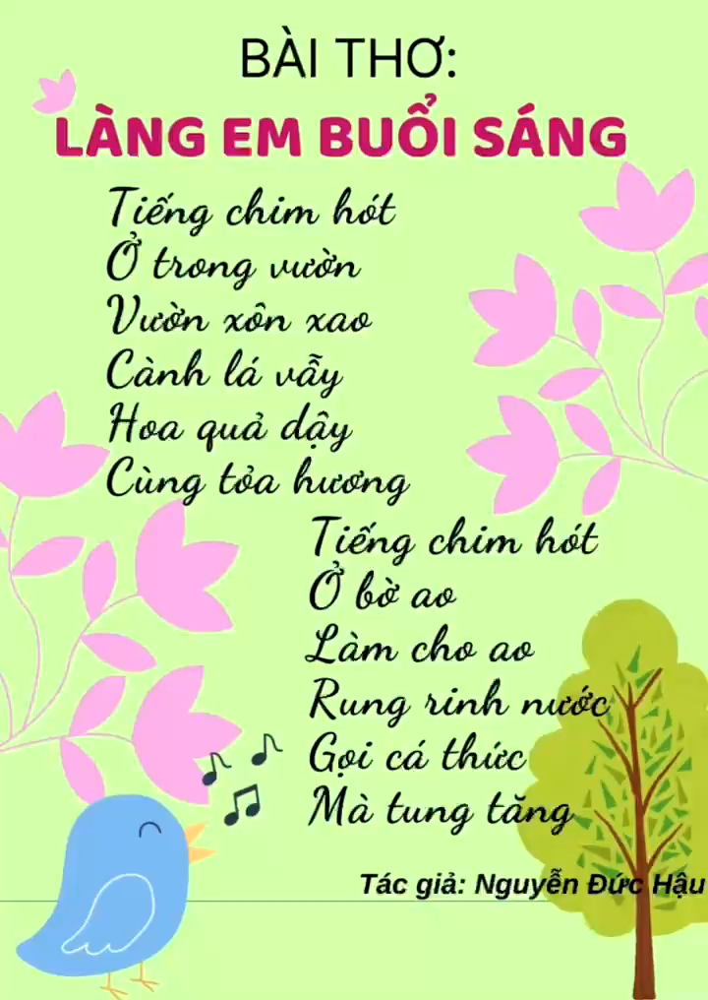 BÀI THƠ:
LÀNG EM BUỔI SÁNG
Tiếng chim hót
Ở trong vườn
Vườn xôn xao
Cành lá vẫy
Hoa quả dậy
Cùng tỏa hương
Tiếng chim hót
Ở bờ ao
Làm cho ao
Rung rinh nước
Gọi cá thức
Mà tung tăng
Tác giả: Nguyễn Đức Hậu